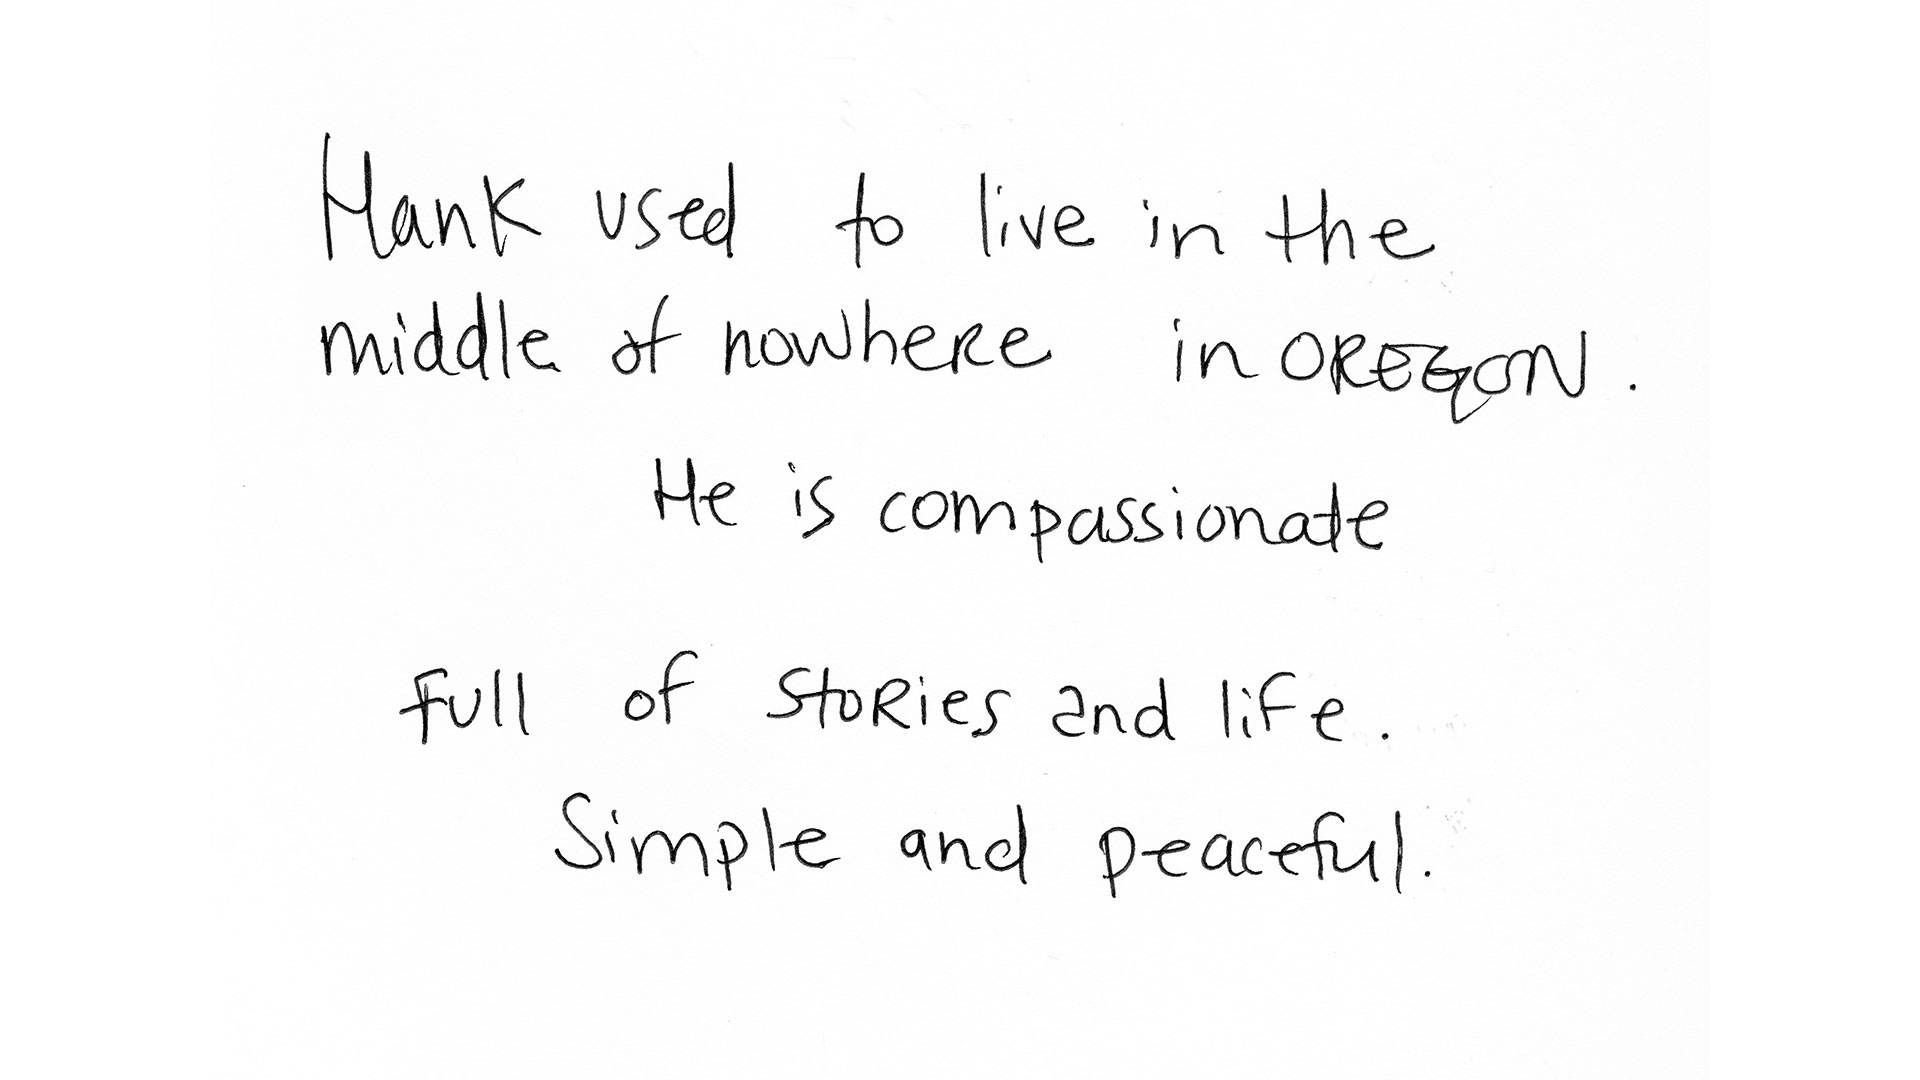 Hank used to live in the
middle of nowhere in OREGON.
He is compassionate
Full of stories and life.
Simple and peaceful.